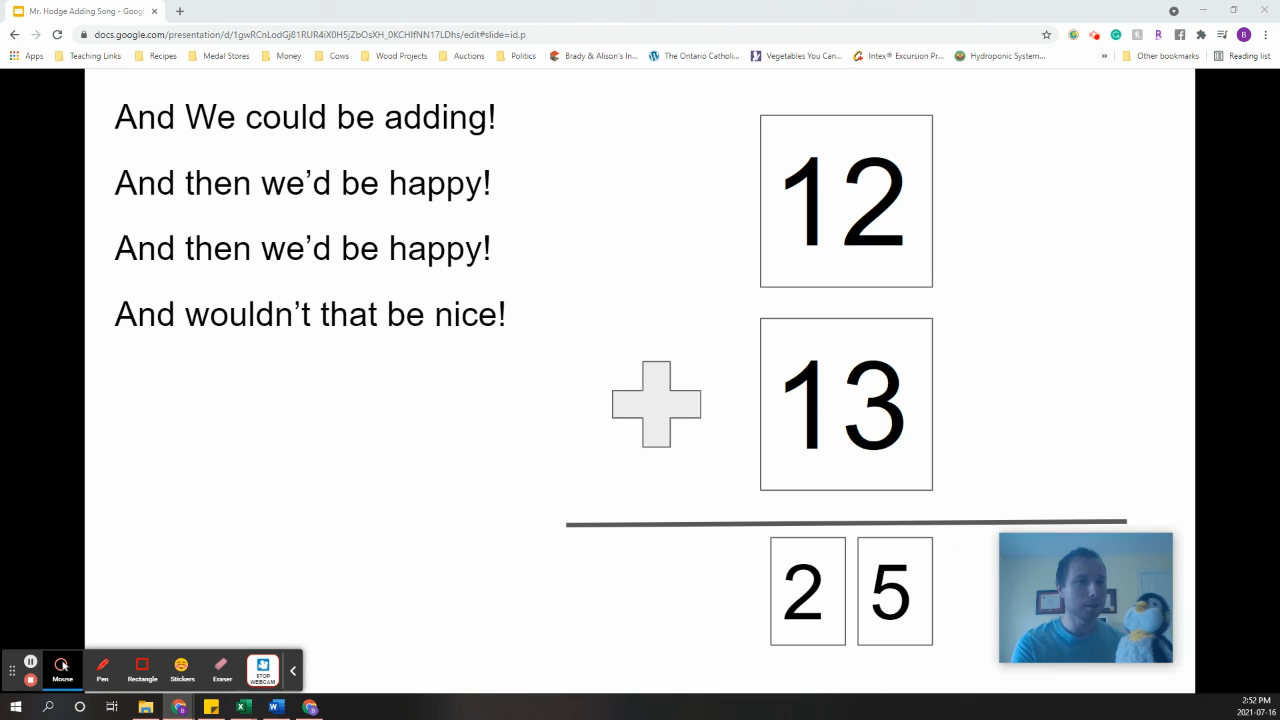 Mr. Hodge Adding Song - Googl
docs.google.com/presentation/d/1gwRCnLodGj81RUR4iX0H5jZbOsXH_0KCHIfNN17LDhs/edit#slide=id.p
Apps Teaching Links Recipes Medal Stores Money Cows Wood Projects Auctions Politics Brady & Alison's In... The Ontario Catholi... Vegetables You Can... Intex® Excursion Pr... Hydroponic System... » Other bookmarks Reading list
And We could be adding!
And then we'd be happy!
And then we'd be happy!
And wouldn't that be nice!
12
13
2 5
Mouse Pen Rectangle Stickers Eraser STOP WEBCAM
2:52 PM
2021-07-16